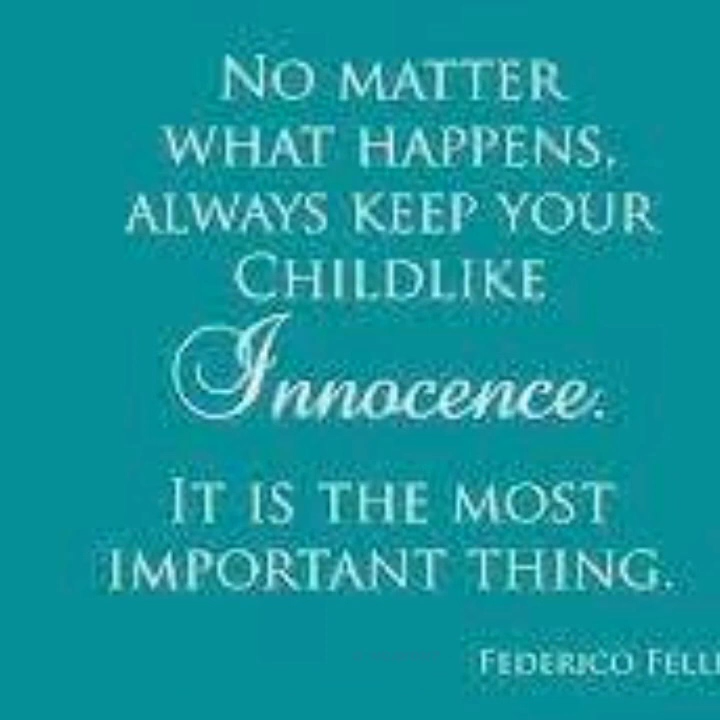 No matter
what happens,
always keep your
Childlike
Innocence.
It is the most
important thing.
Federico